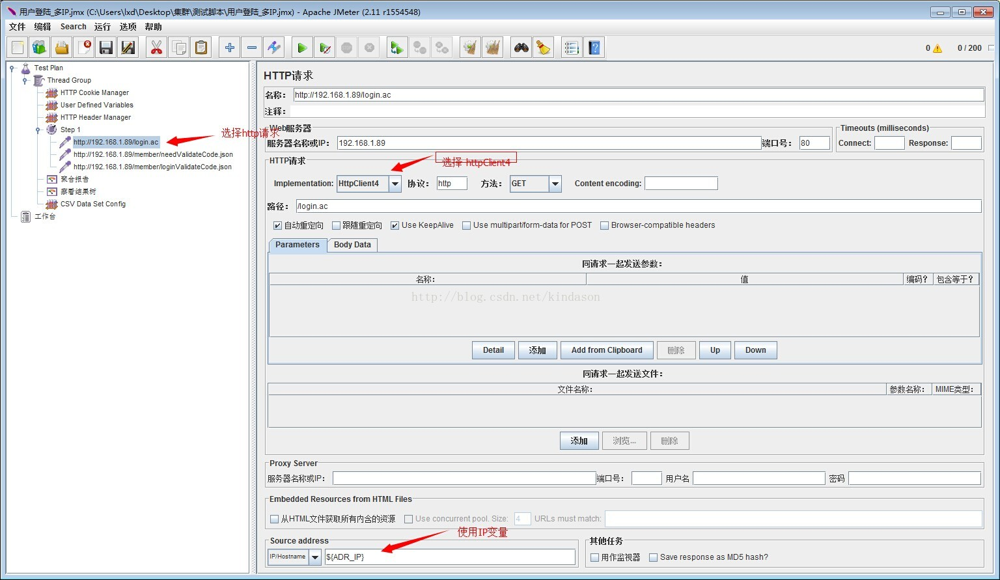 用户登陆_多IP.jmx (C:\Users\lxd\Desktop\集群\测试脚本\用户登陆_多IP.jmx) - Apache JMeter (2.11 r1554548)
文件 编辑 Search 运行 选项 帮助
0 0 / 200
Test Plan
Thread Group
HTTP Cookie Manager
User Defined Variables
HTTP Header Manager
Step 1
http://192.168.1.89/login.ac
选择http请求
http://192.168.1.89/member/needValidateCode.json
http://192.168.1.89/member/loginValidateCode.json
聚合报告
察看结果树
CSV Data Set Config
工作台
HTTP请求
名称： http://192.168.1.89/login.ac
注释：
Web服务器
服务器名称或IP： 192.168.1.89 端口号： 80
Timeouts (milliseconds)
Connect: Response:
HTTP请求
选择 httpClient4
Implementation: HttpClient4 协议： http 方法： GET Content encoding:
路径： /login.ac
自动重定向 跟随重定向 Use KeepAlive Use multipart/form-data for POST Browser-compatible headers
Parameters Body Data
同请求一起发送参数：
名称： 值 编码？ 包含等于？
http://blog.csdn.net/kindason
Detail 添加 Add from Clipboard 删除 Up Down
同请求一起发送文件：
文件名称： 参数名称： MIME类型：
添加 浏览... 删除
Proxy Server
服务器名称或IP： 端口号： 用户名 密码
Embedded Resources from HTML Files
从HTML文件获取所有内含的资源 Use concurrent pool. Size: 4 URLs must match:
使用IP变量
Source address
IP/Hostname ${ADR_IP}
其他任务
用作监视器 Save response as MD5 hash?